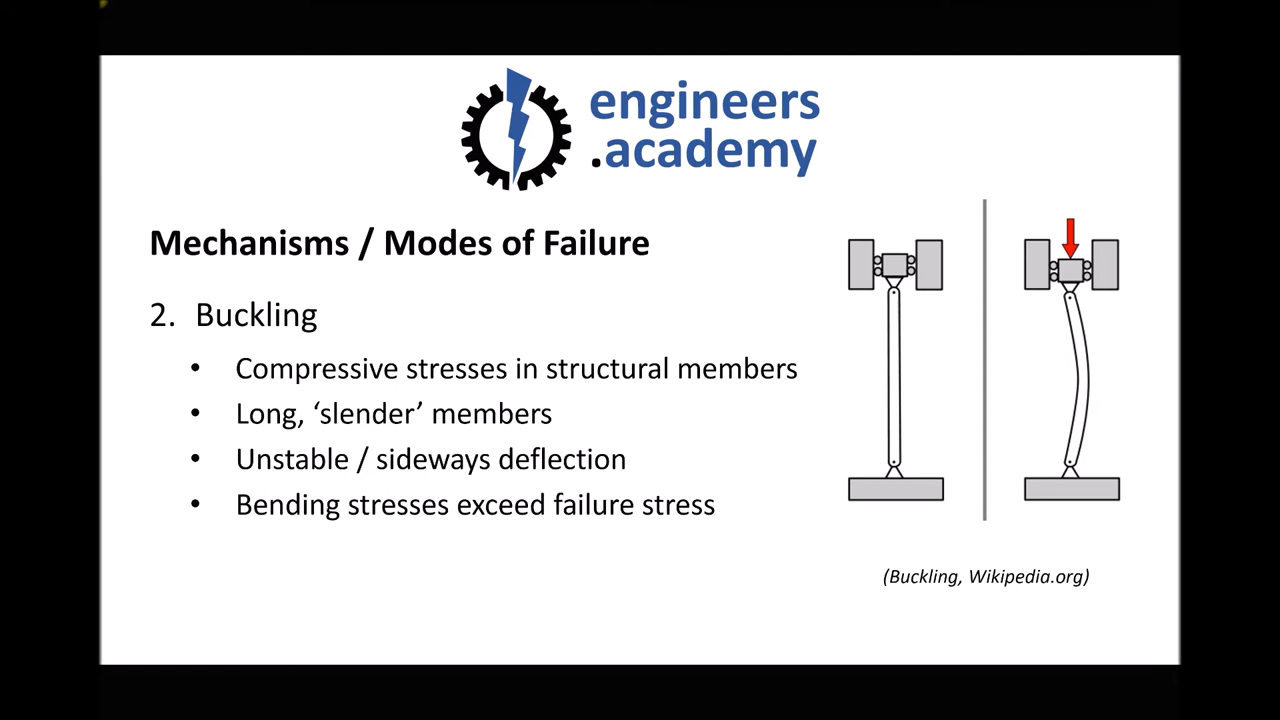 engineers
.academy
Mechanisms / Modes of Failure
2. Buckling
• Compressive stresses in structural members
• Long, ‘slender’ members
• Unstable / sideways deflection
• Bending stresses exceed failure stress
(Buckling, Wikipedia.org)